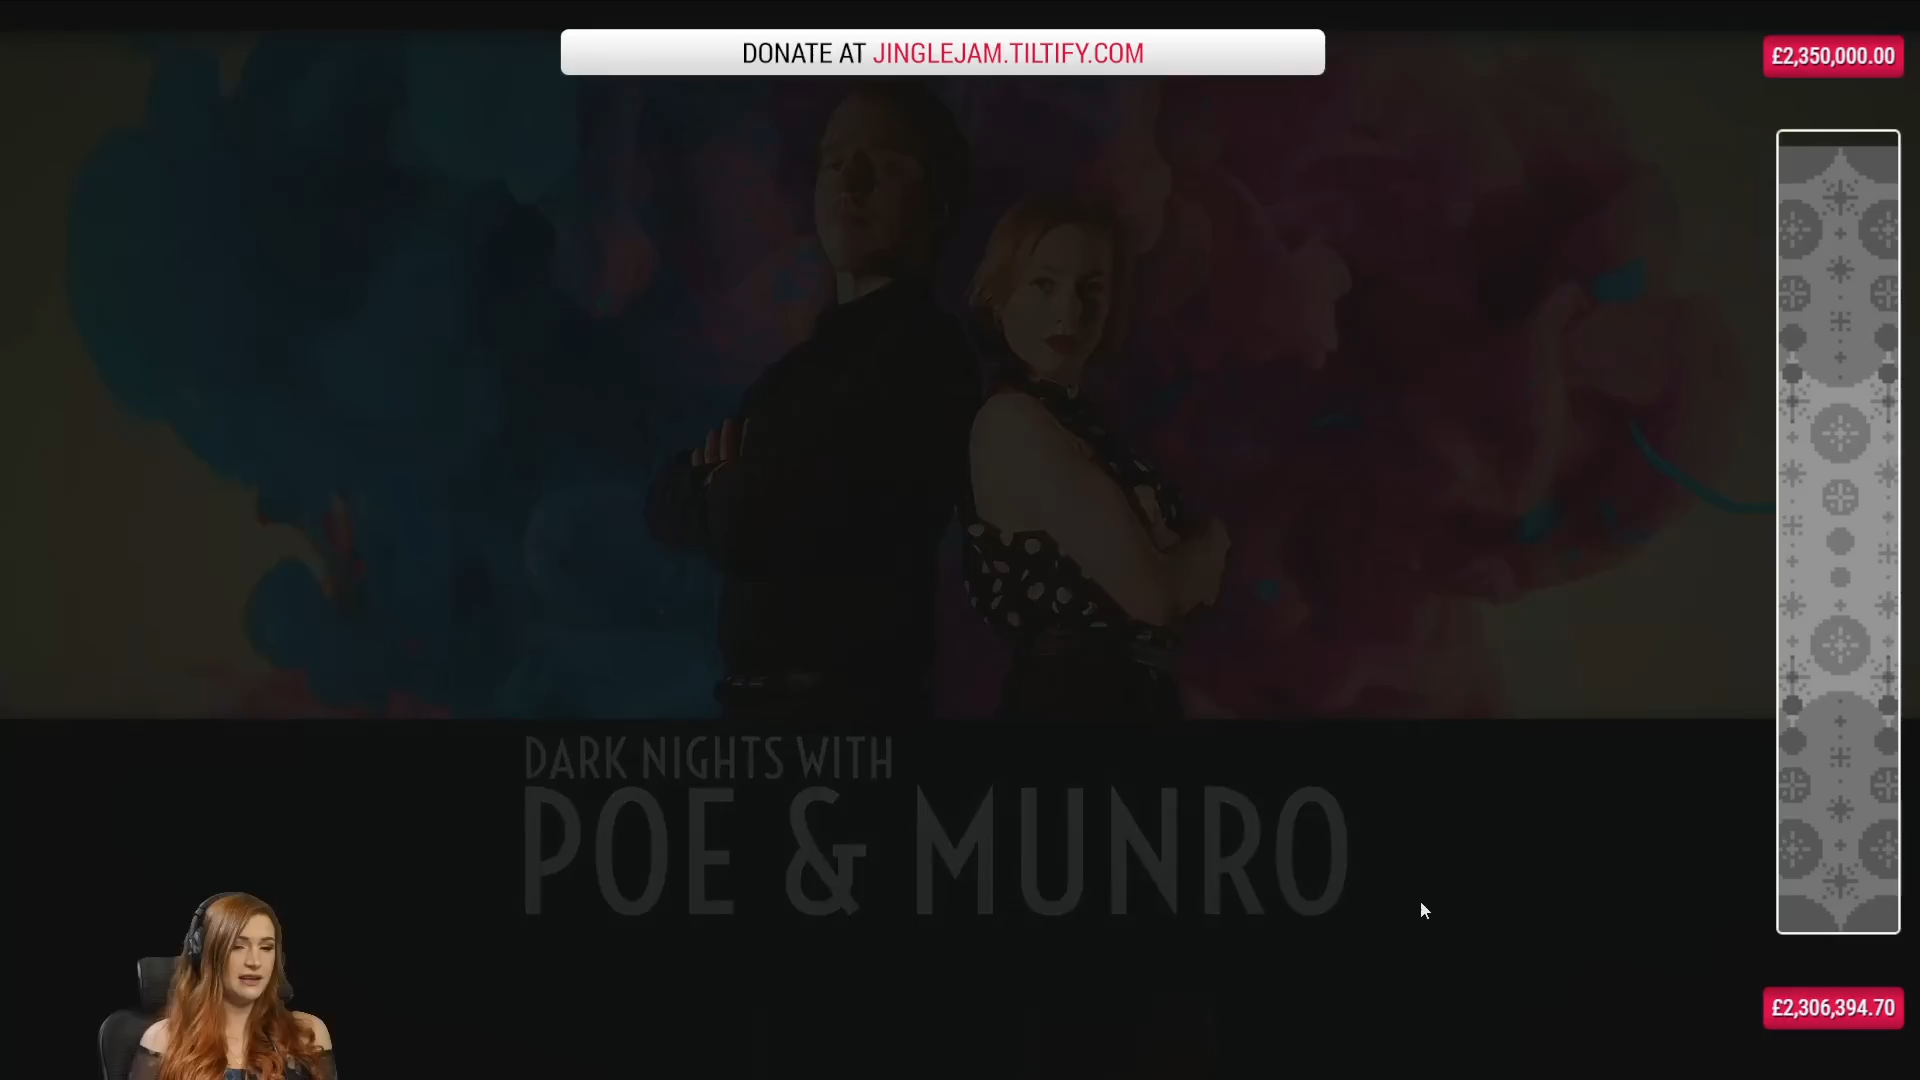 DONATE AT JINGLEJAM.TILTIFY.COM
£2,350,000.00
DARK NIGHTS WITH
POE & MUNRO
£2,306,394.70